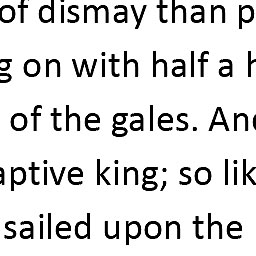 of dismay than p
g on with half a h
of the gales. And
aptive king; so lik
sailed upon the